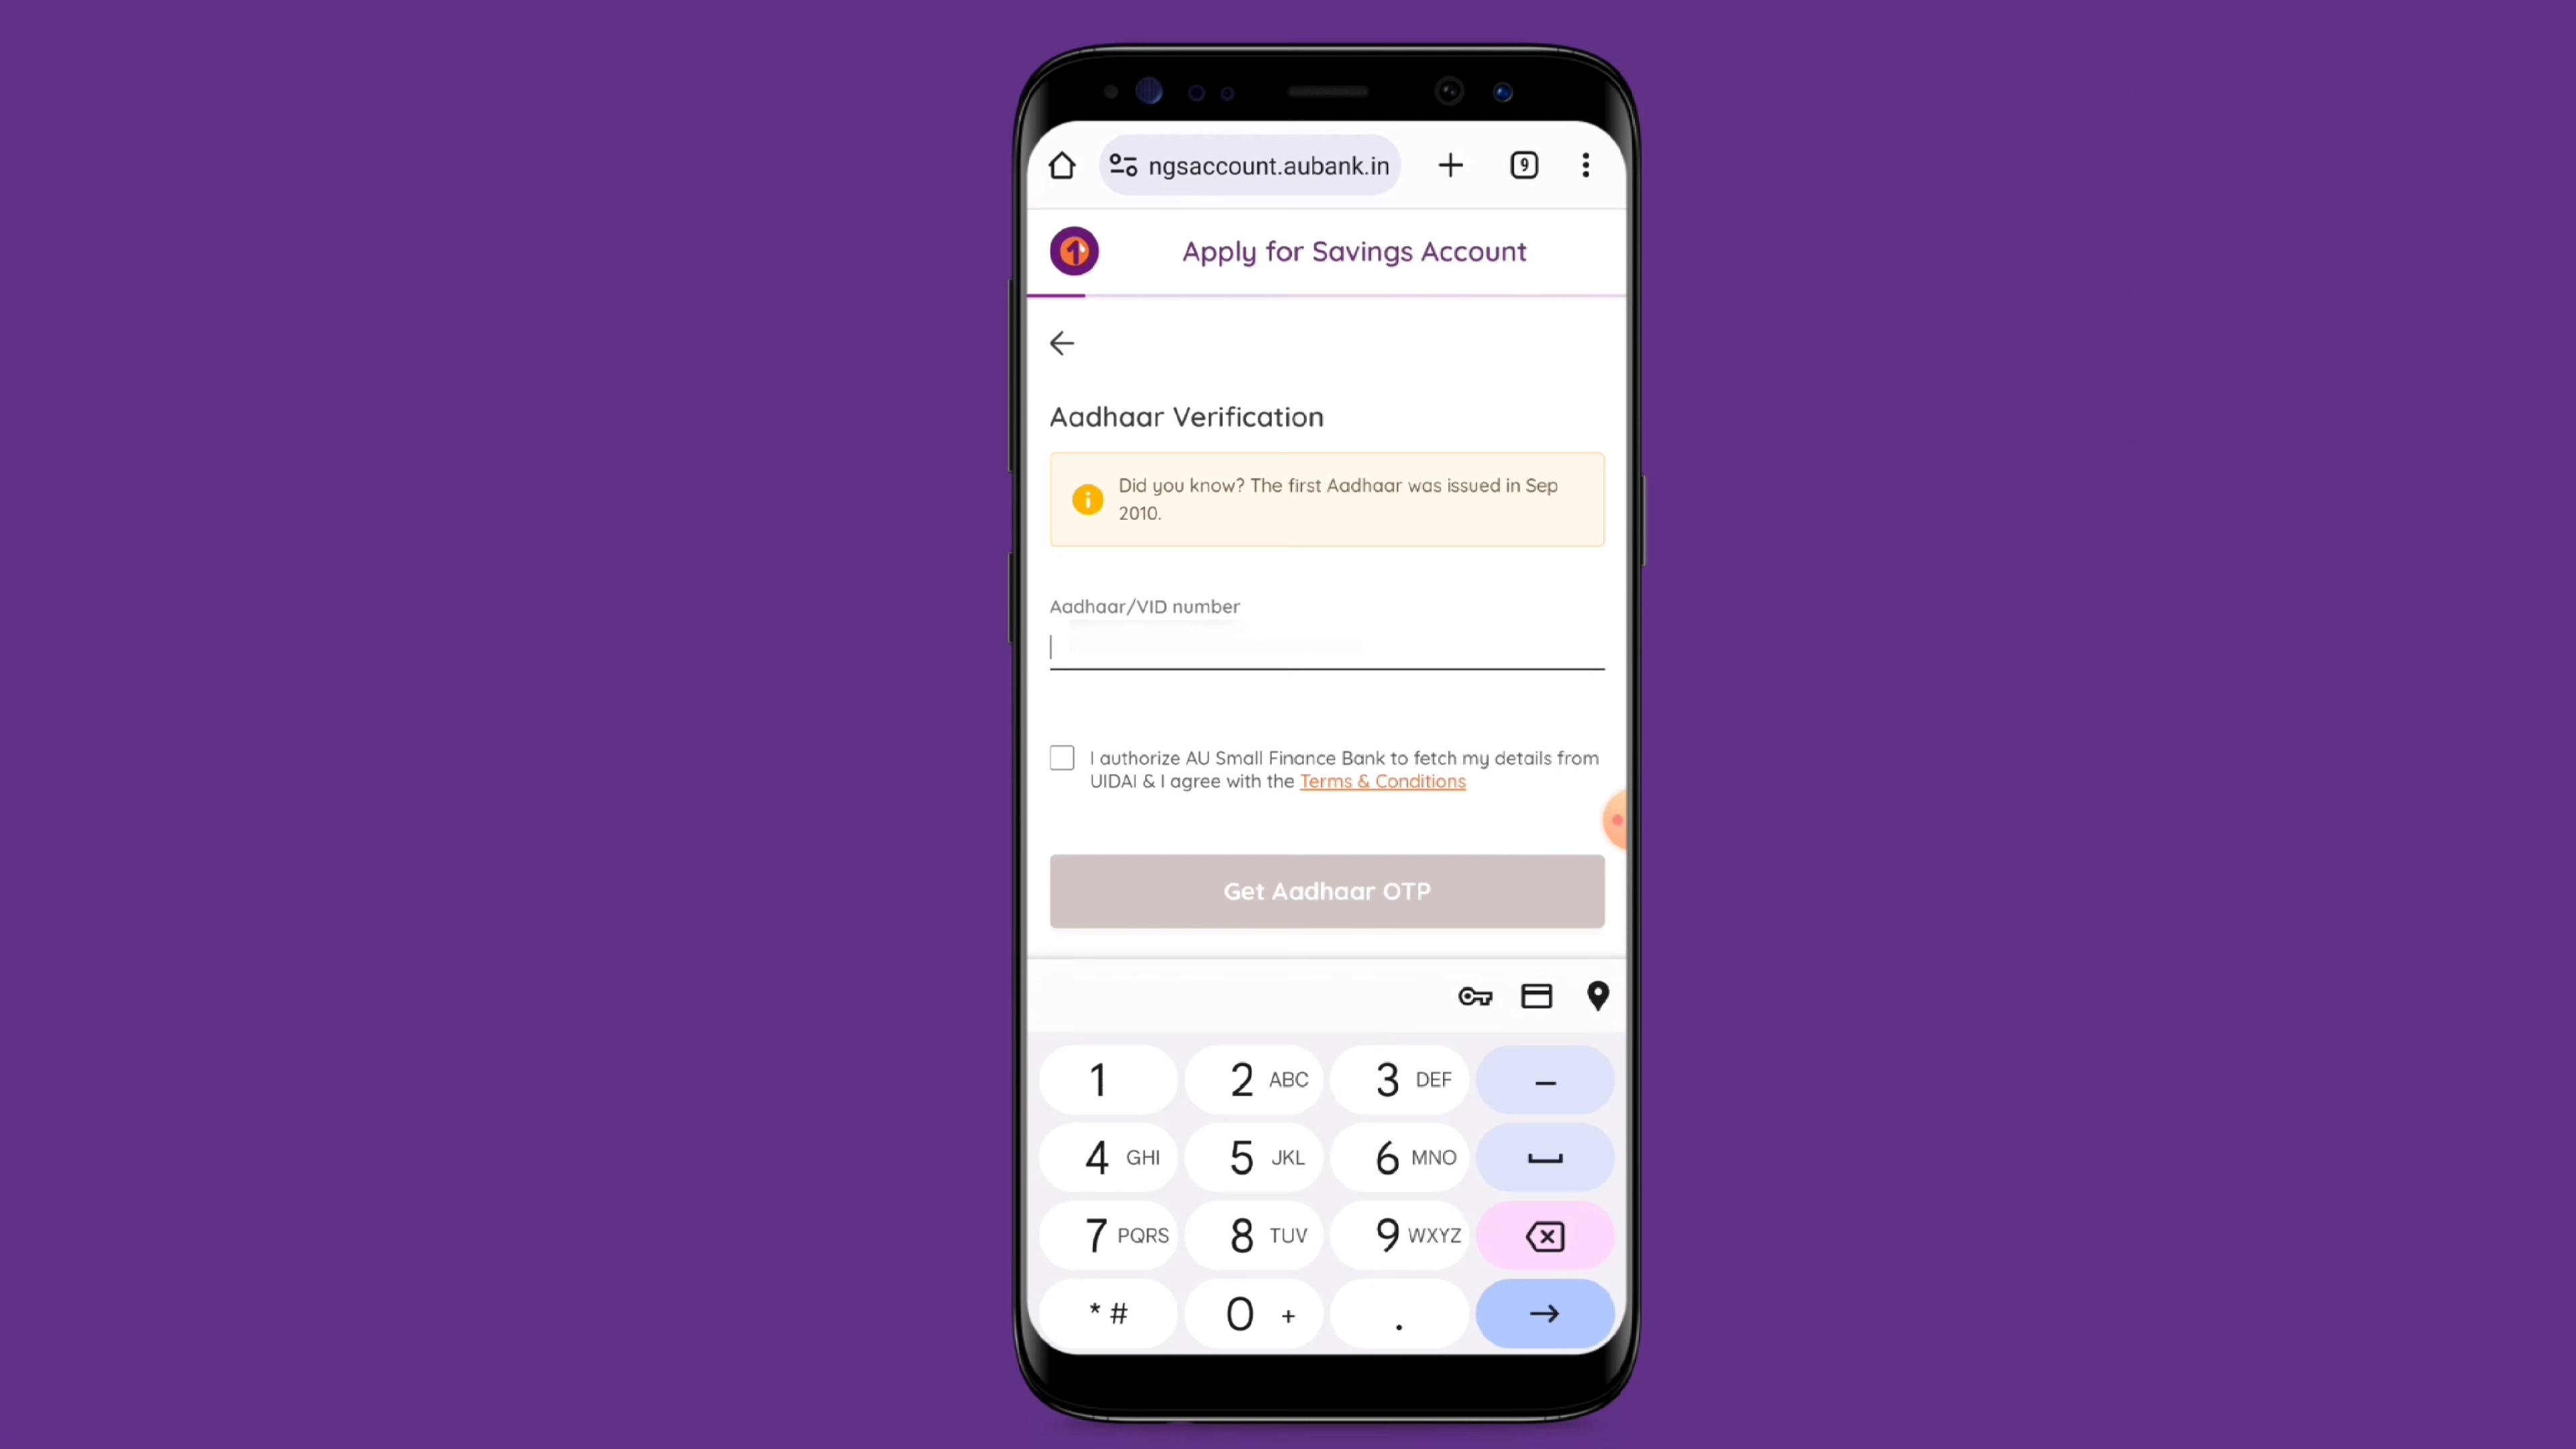 ngsaccount.aubank.in
9
Apply for Savings Account
Aadhaar Verification
Did you know? The first Aadhaar was issued in Sep
2010.
Aadhaar/VID number
I authorize AU Small Finance Bank to fetch my details from
UIDAI & I agree with the Terms & Conditions
Get Aadhaar OTP
1 2 ABC 3 DEF –
4 GHI 5 JKL 6 MNO
7 PQRS 8 TUV 9 WXYZ
* # 0 + .